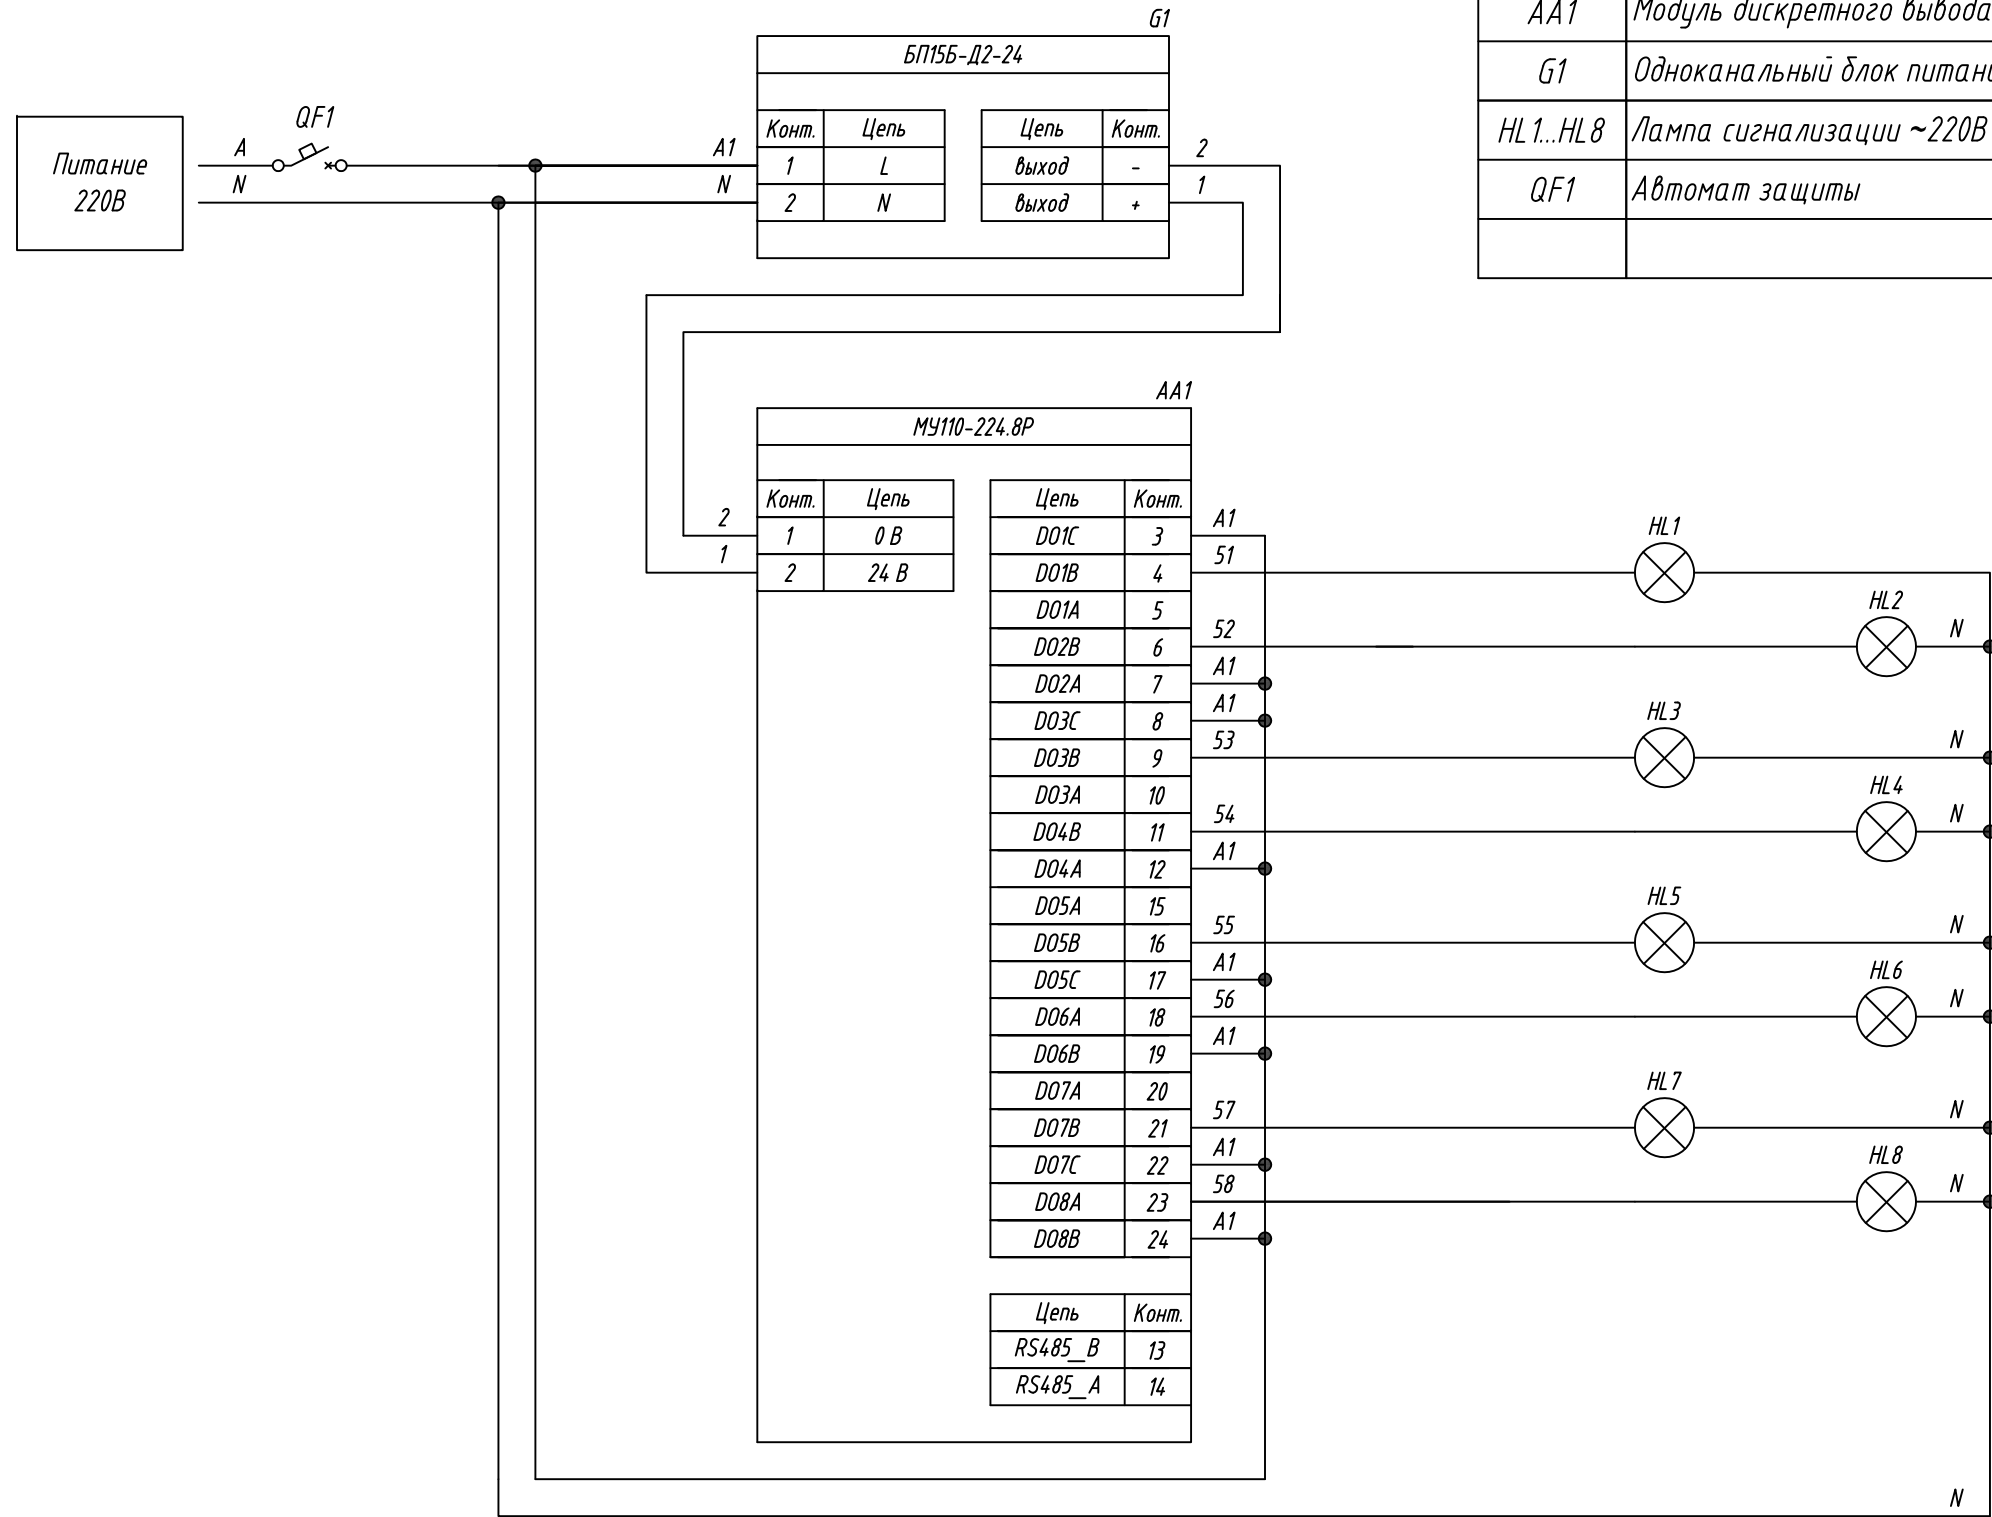 G1
БП15Б-Д2-24
Конт. Цепь Цепь Конт.
1 L выход -
2 N выход +
Питание
220В
A
N
QF1
A1
N
2
1
AA1 Модуль дискретного вывода
G1 Одноканальный блок питани
HL1...HL8 Лампа сигнализации ~220В
QF1 Автомат защиты
AA1
МУ110-224.8Р
Конт. Цепь
2 1 0 В
1 2 24 В
Цепь Конт.
DO1C 3 A1
DO1B 4 51 HL1
DO1A 5
DO2B 6 52 HL2 N
DO2A 7 A1
DO3C 8 A1
DO3B 9 53 HL3 N
DO3A 10
DO4B 11 54 HL4 N
DO4A 12 A1
DO5A 15
DO5B 16 55 HL5 N
DO5C 17 A1
DO6A 18 56 HL6 N
DO6B 19 A1
DO7A 20
DO7B 21 57 HL7 N
DO7C 22 A1
DO8A 23 58 HL8 N
DO8B 24 A1
Цепь Конт.
RS485_B 13
RS485_A 14
N